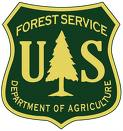 FOREST SERVICE
U S
DEPARTMENT OF AGRICULTURE